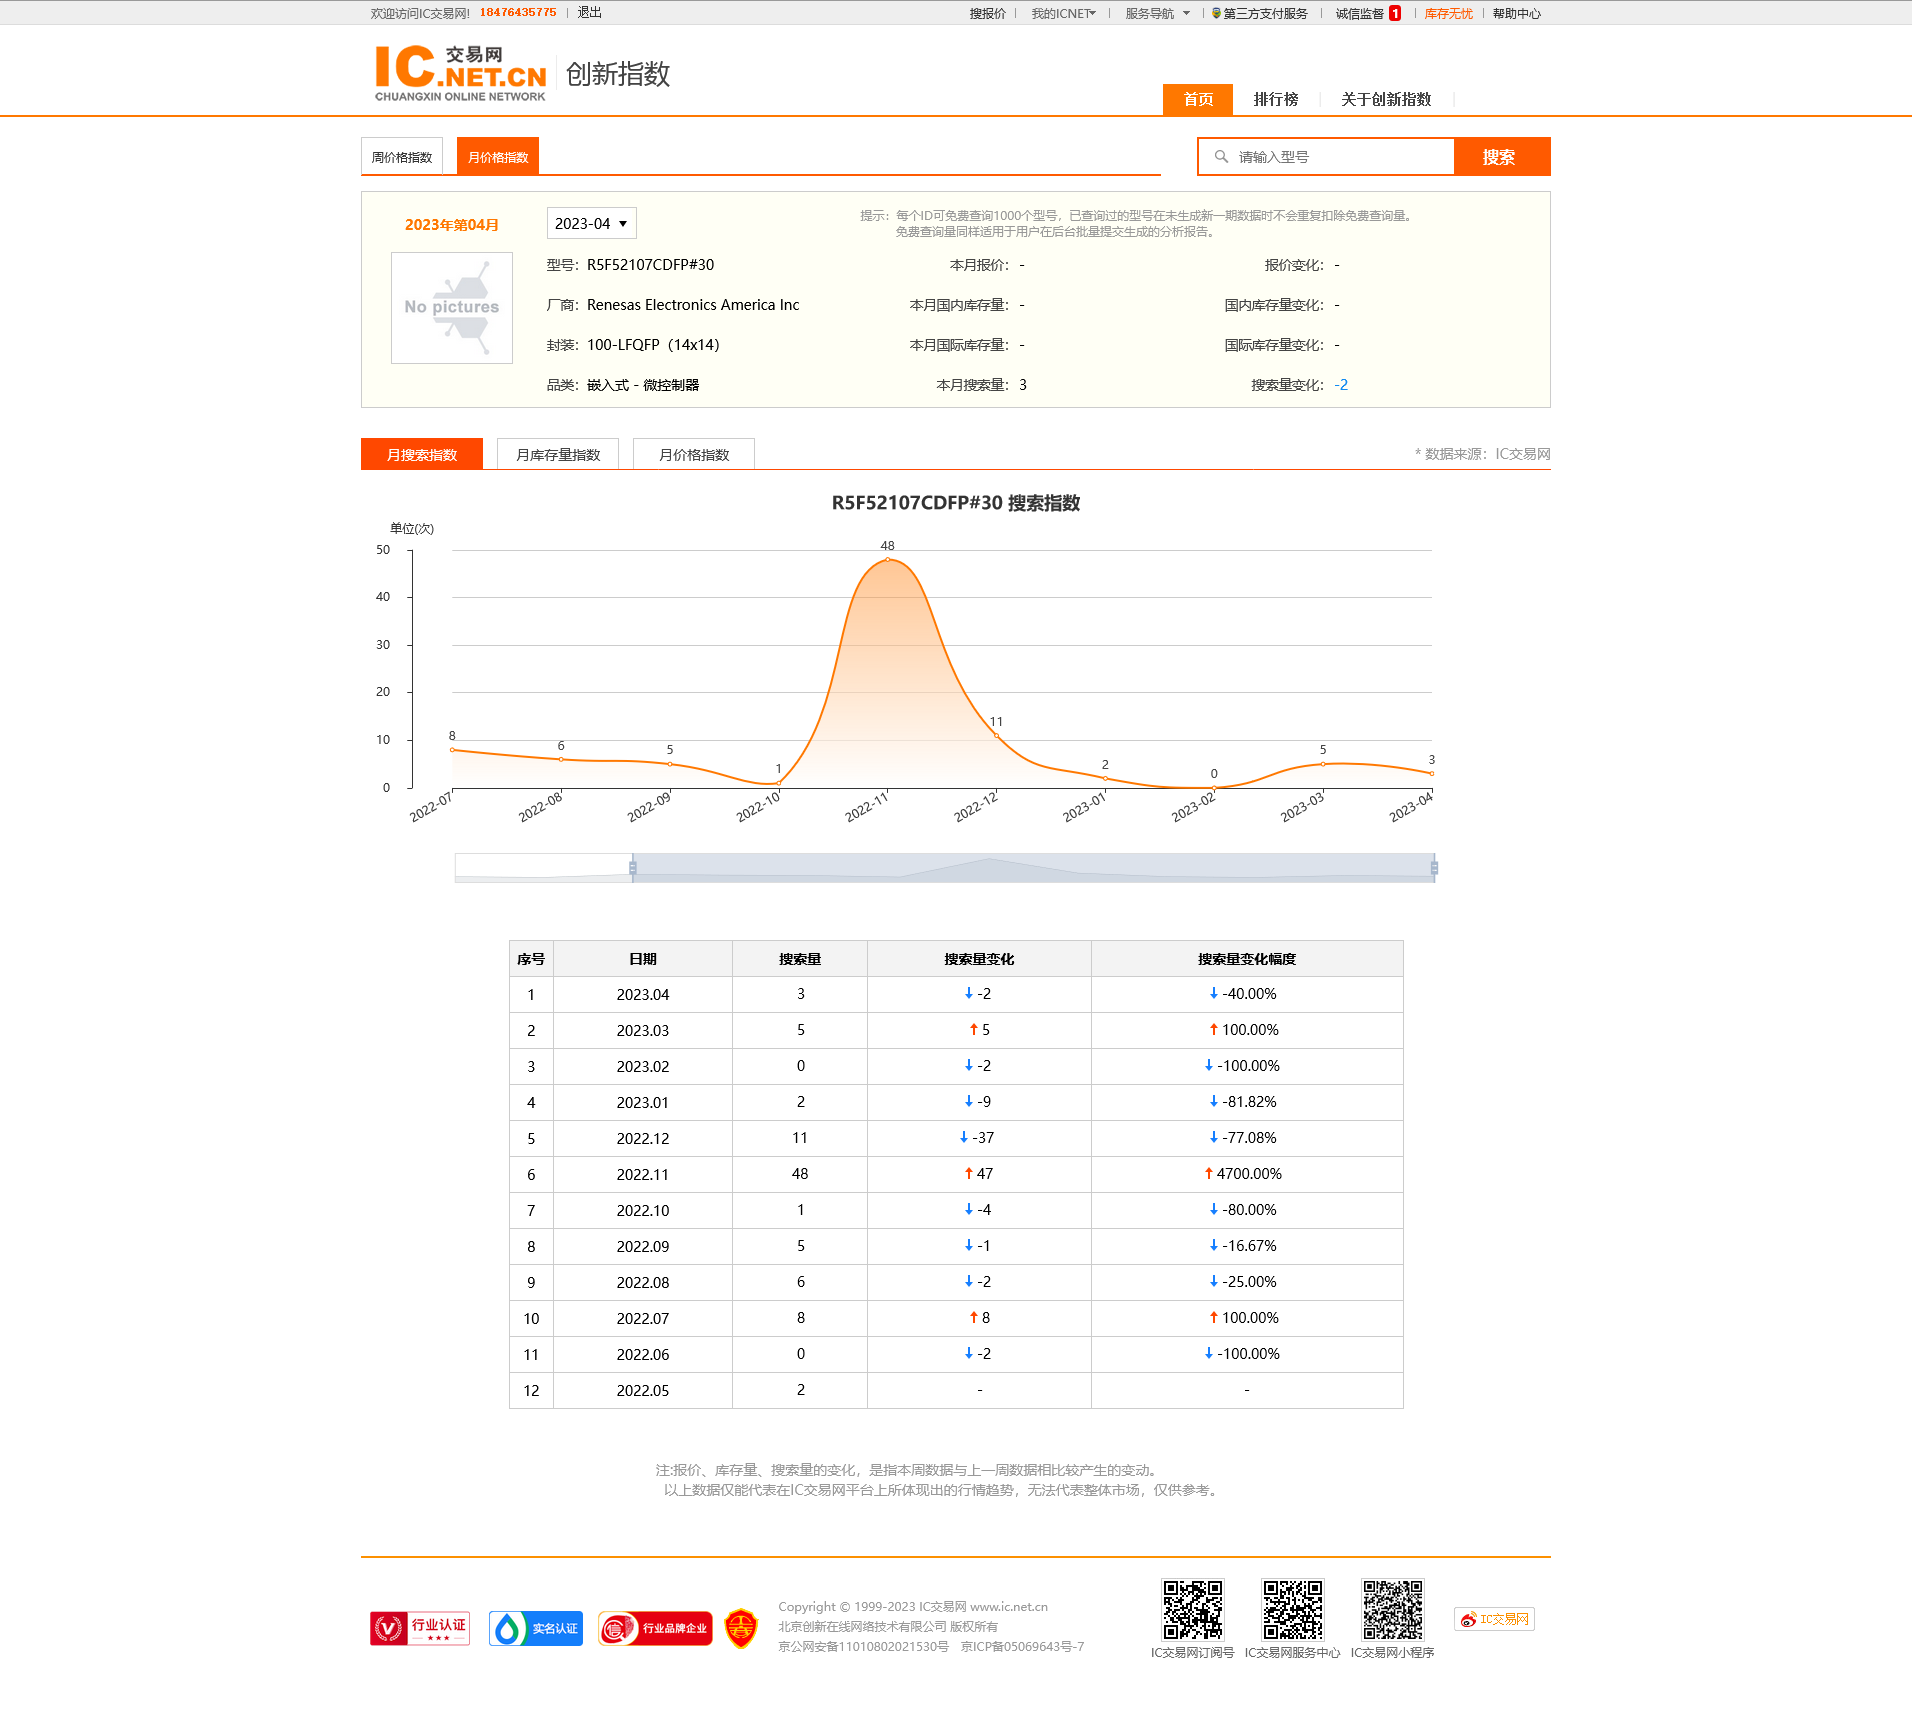 欢迎访问IC交易网! 18476435775 | 退出
搜报价 | 我的ICNET | 服务导航 | 第三方支付服务 | 诚信监督 1 | 库存无忧 | 帮助中心
IC.NET.CN 交易网
CHUANGXIN ONLINE NETWORK
创新指数
首页 排行榜 关于创新指数
周价格指数 月价格指数 请输入型号 搜索
2023年第04月 2023-04
提示：每个ID可免费查询1000个型号，已查询过的型号在未生成新一期数据时不会重复扣除免费查询量。
免费查询量同样适用于用户在后台批量提交生成的分析报告。
No pictures
型号：R5F52107CDFP#30 本月报价：- 报价变化：-
厂商：Renesas Electronics America Inc 本月国内库存量：- 国内库存量变化：-
封装：100-LFQFP（14x14） 本月国际库存量：- 国际库存量变化：-
品类：嵌入式 - 微控制器 本月搜索量：3 搜索量变化：-2
月搜索指数 月库存量指数 月价格指数 * 数据来源：IC交易网
R5F52107CDFP#30 搜索指数
单位(次)
50
40
30
20
10
0
8 6 5 1 48 11 2 0 5 3
2022-07 2022-08 2022-09 2022-10 2022-11 2022-12 2023-01 2023-02 2023-03 2023-04
序号 日期 搜索量 搜索量变化 搜索量变化幅度
1 2023.04 3 ↓ -2 ↓ -40.00%
2 2023.03 5 ↑ 5 ↑ 100.00%
3 2023.02 0 ↓ -2 ↓ -100.00%
4 2023.01 2 ↓ -9 ↓ -81.82%
5 2022.12 11 ↓ -37 ↓ -77.08%
6 2022.11 48 ↑ 47 ↑ 4700.00%
7 2022.10 1 ↓ -4 ↓ -80.00%
8 2022.09 5 ↓ -1 ↓ -16.67%
9 2022.08 6 ↓ -2 ↓ -25.00%
10 2022.07 8 ↑ 8 ↑ 100.00%
11 2022.06 0 ↓ -2 ↓ -100.00%
12 2022.05 2 - -
注:报价、库存量、搜索量的变化，是指本周数据与上一周数据相比较产生的变动。
以上数据仅能代表在IC交易网平台上所体现出的行情趋势，无法代表整体市场，仅供参考。
行业认证 实名认证 行业品牌企业
Copyright © 1999-2023 IC交易网 www.ic.net.cn
北京创新在线网络技术有限公司 版权所有
京公网安备11010802021530号 京ICP备05069643号-7
IC交易网订阅号 IC交易网服务中心 IC交易网小程序
IC交易网